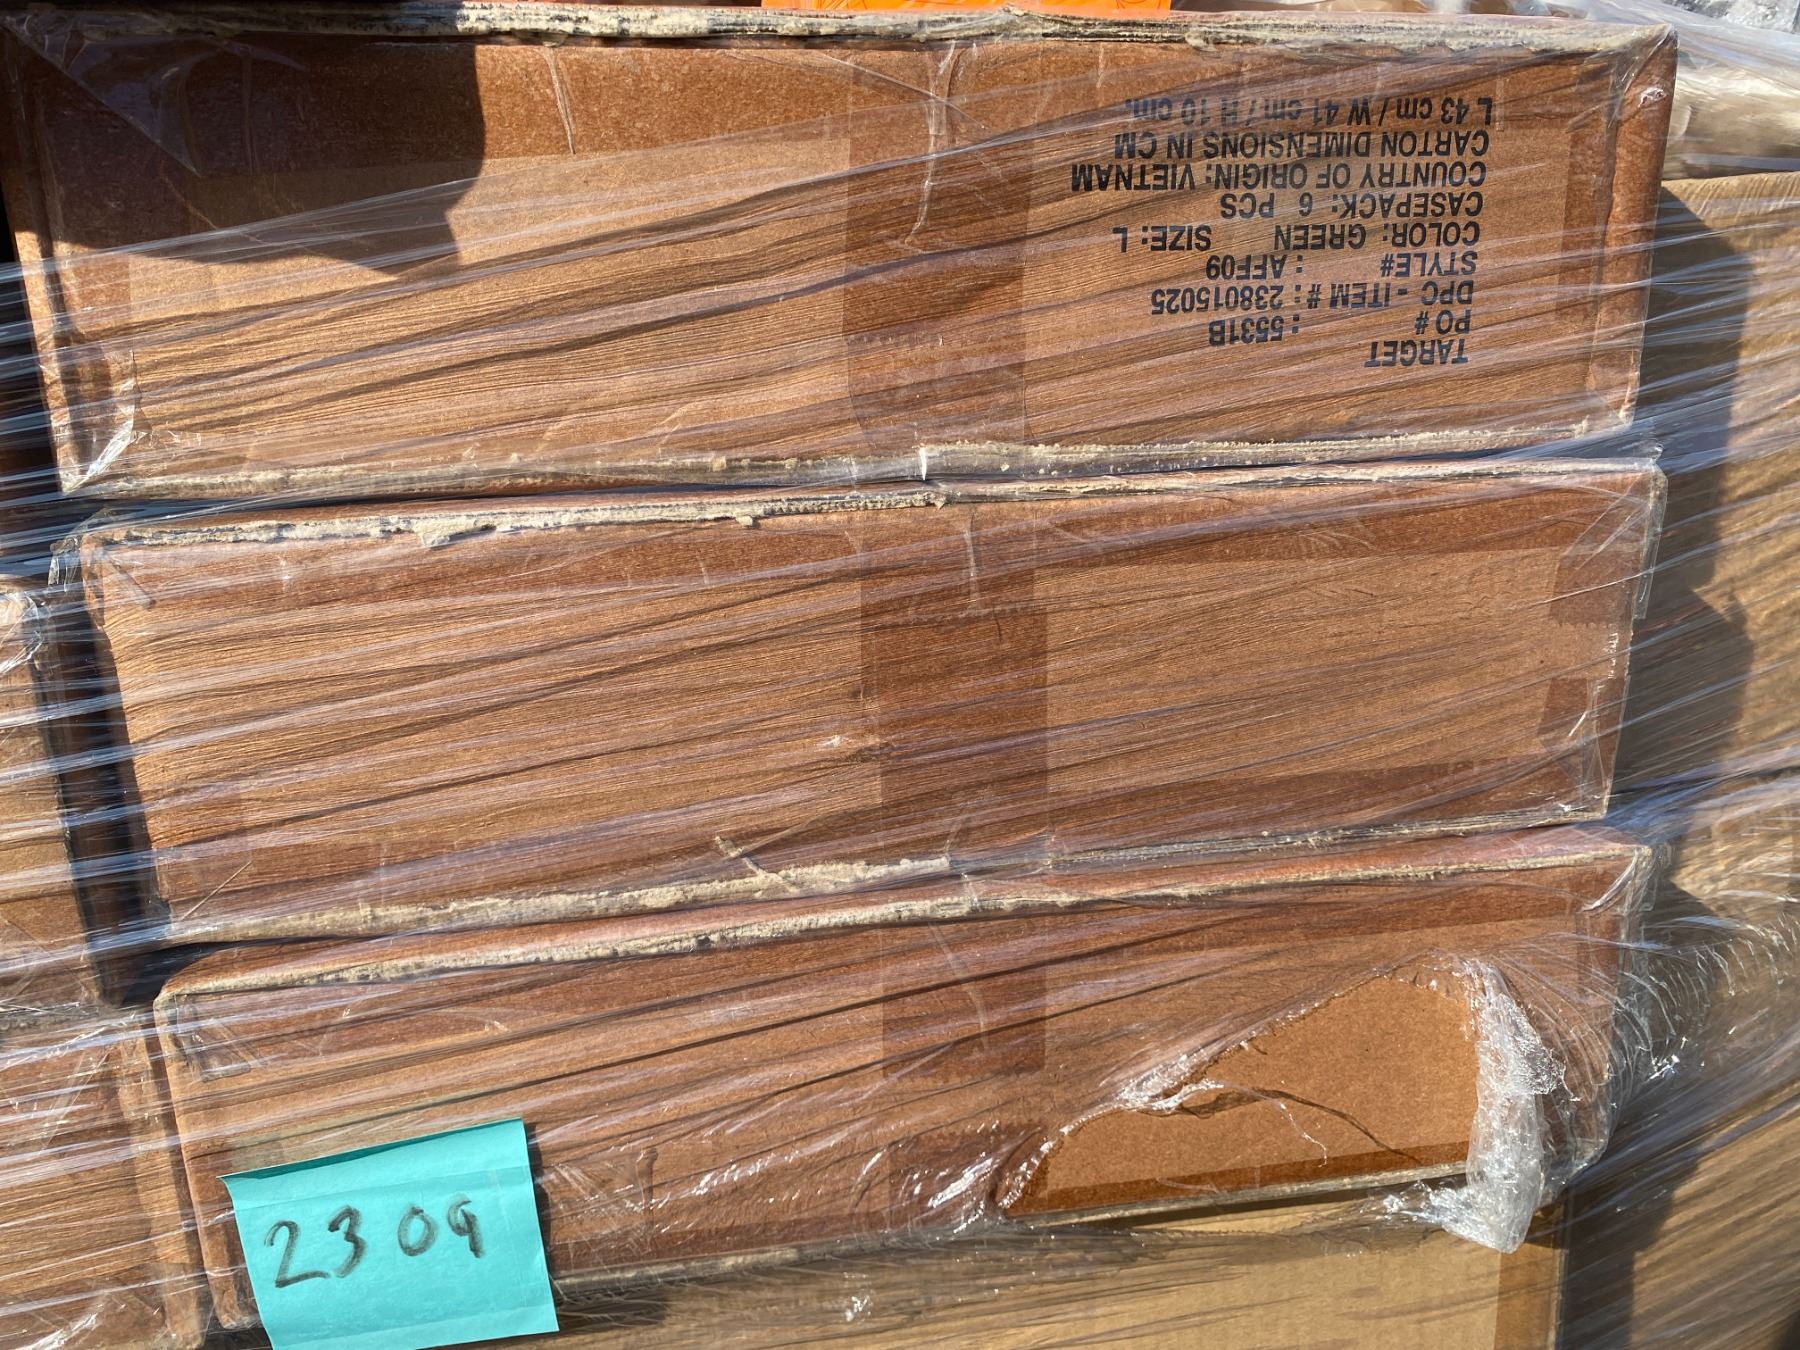 TARGET
PO # : 5531B
DPC - ITEM # : 238015025
STYLE# : AFF09
COLOR: GREEN SIZE: L
CASEPACK: 6 PCS
COUNTRY OF ORIGIN: VIETNAM
CARTON DIMENSIONS IN CM
L 43 cm / W 41 cm / H 10 cm.
2309